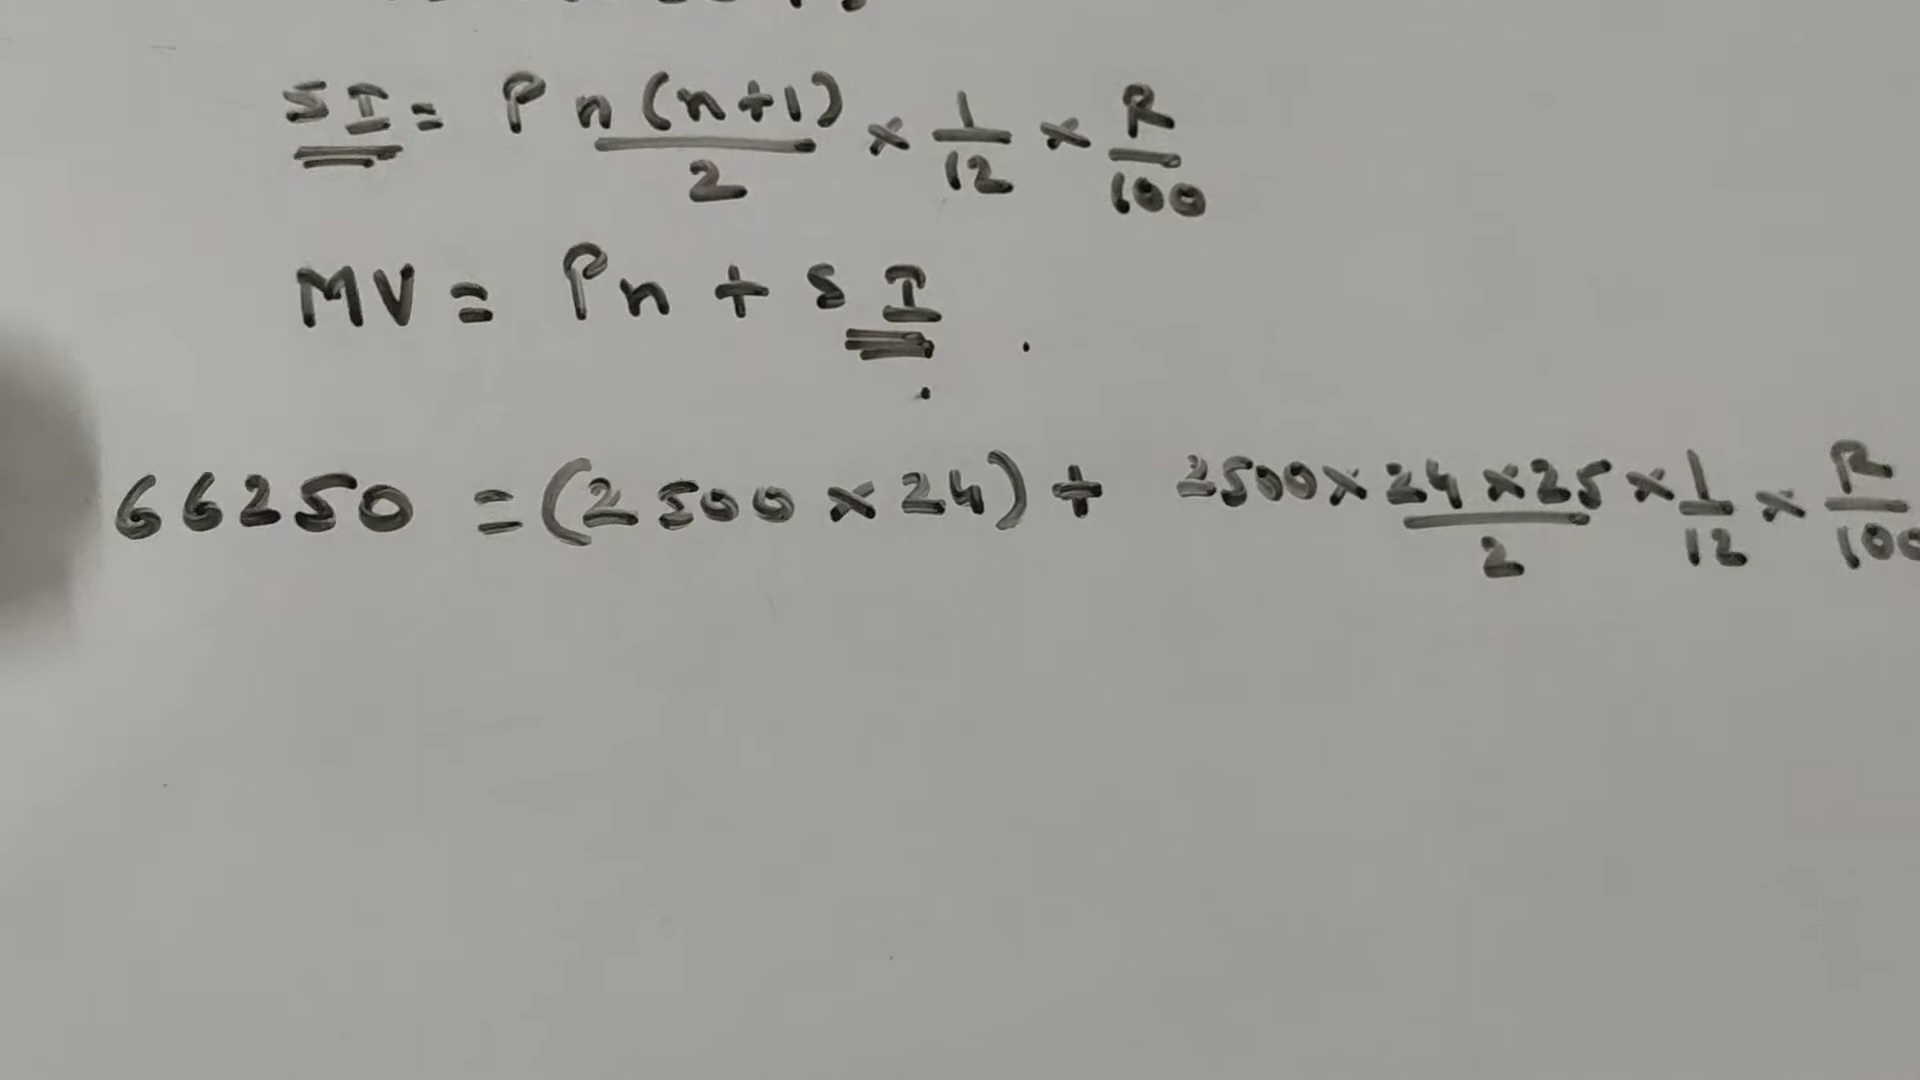 SI = P n(n+1)/2 × 1/12 × R/100
MV = Pn + SI .
66250 = (2500×24) + 2500×24×25/2 × 1/12 × R/100